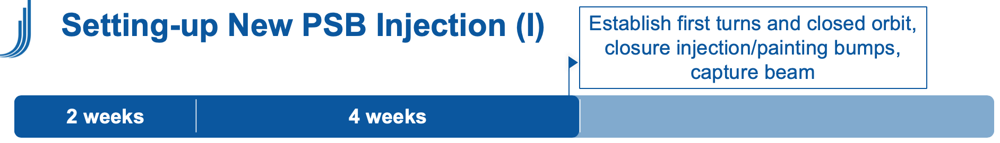 Setting-up New PSB Injection (I)
Establish first turns and closed orbit,
closure injection/painting bumps,
capture beam
2 weeks
4 weeks